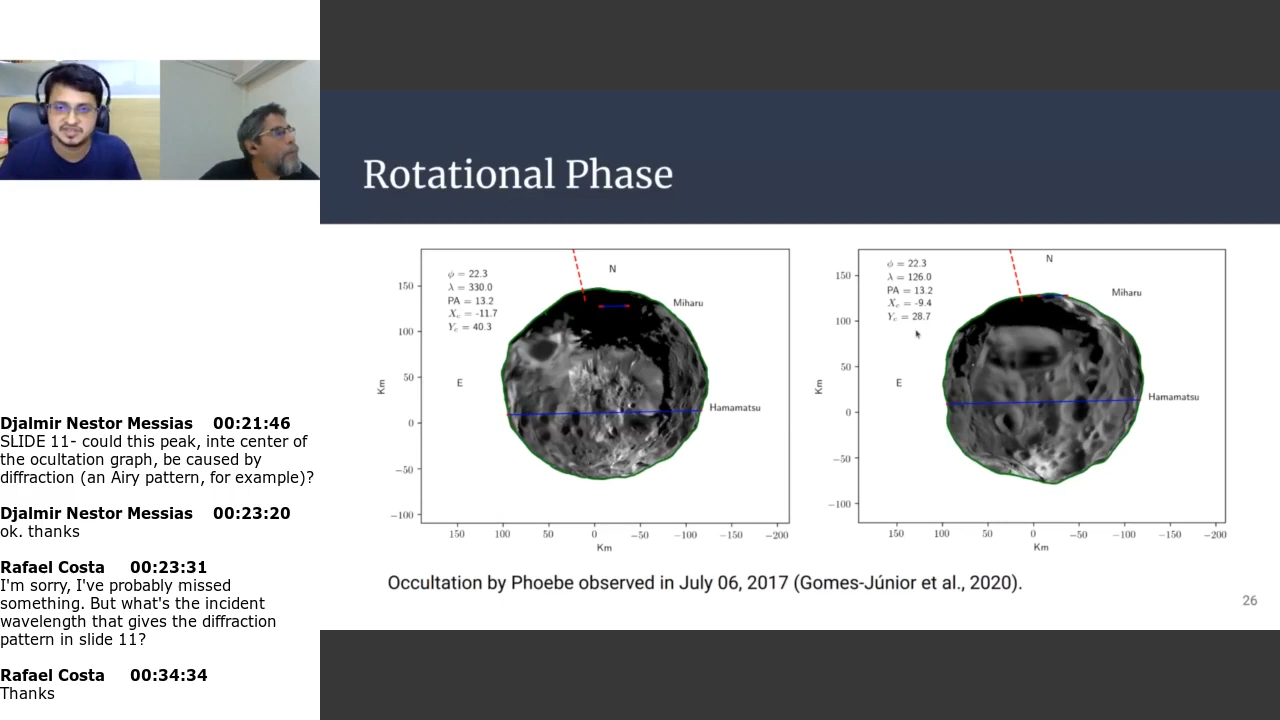 Rotational Phase
ϕ = 22.3
λ = 330.0
PA = 13.2
X_c = -11.7
Y_c = 40.3
N
E
Miharu
Hamamatsu
Km
150
100
50
0
−50
−100
150 100 50 0 −50 −100 −150 −200
Km
ϕ = 22.3
λ = 126.0
PA = 13.2
X_c = -9.4
Y_c = 28.7
N
E
Miharu
Hamamatsu
Km
150
100
50
0
−50
−100
150 100 50 0 −50 −100 −150 −200
Km
Occultation by Phoebe observed in July 06, 2017 (Gomes-Júnior et al., 2020).
26
Djalmir Nestor Messias 00:21:46
SLIDE 11- could this peak, inte center of
the ocultation graph, be caused by
diffraction (an Airy pattern, for example)?
Djalmir Nestor Messias 00:23:20
ok. thanks
Rafael Costa 00:23:31
I'm sorry, I've probably missed
something. But what's the incident
wavelength that gives the diffraction
pattern in slide 11?
Rafael Costa 00:34:34
Thanks